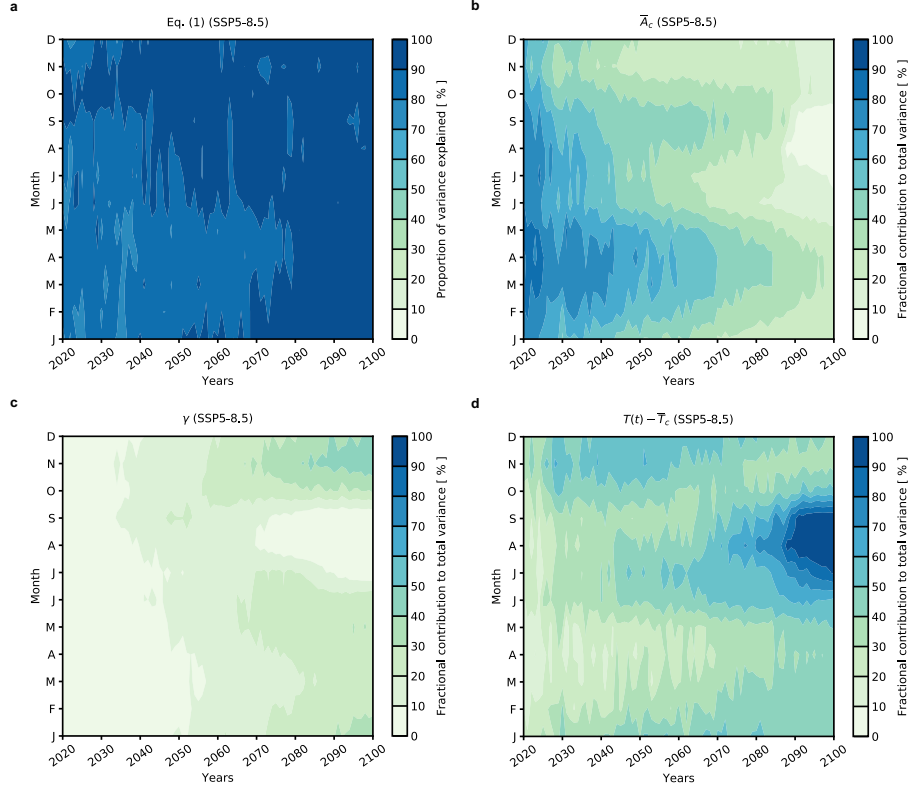 a
Eq. (1) (SSP5-8.5)
D
N
O
S
A
J
J
M
A
M
F
J
Month
2020
2030
2040
2050
2060
2070
2080
2090
2100
Years
100
90
80
70
60
50
40
30
20
10
0
Proportion of variance explained [ % ]
b
A̅c (SSP5-8.5)
D
N
O
S
A
J
J
M
A
M
F
J
Month
2020
2030
2040
2050
2060
2070
2080
2090
2100
Years
100
90
80
70
60
50
40
30
20
10
0
Fractional contribution to total variance [ % ]
c
γ (SSP5-8.5)
D
N
O
S
A
J
J
M
A
M
F
J
Month
2020
2030
2040
2050
2060
2070
2080
2090
2100
Years
100
90
80
70
60
50
40
30
20
10
0
Fractional contribution to total variance [ % ]
d
T(t) − T̅c (SSP5-8.5)
D
N
O
S
A
J
J
M
A
M
F
J
Month
2020
2030
2040
2050
2060
2070
2080
2090
2100
Years
100
90
80
70
60
50
40
30
20
10
0
Fractional contribution to total variance [ % ]